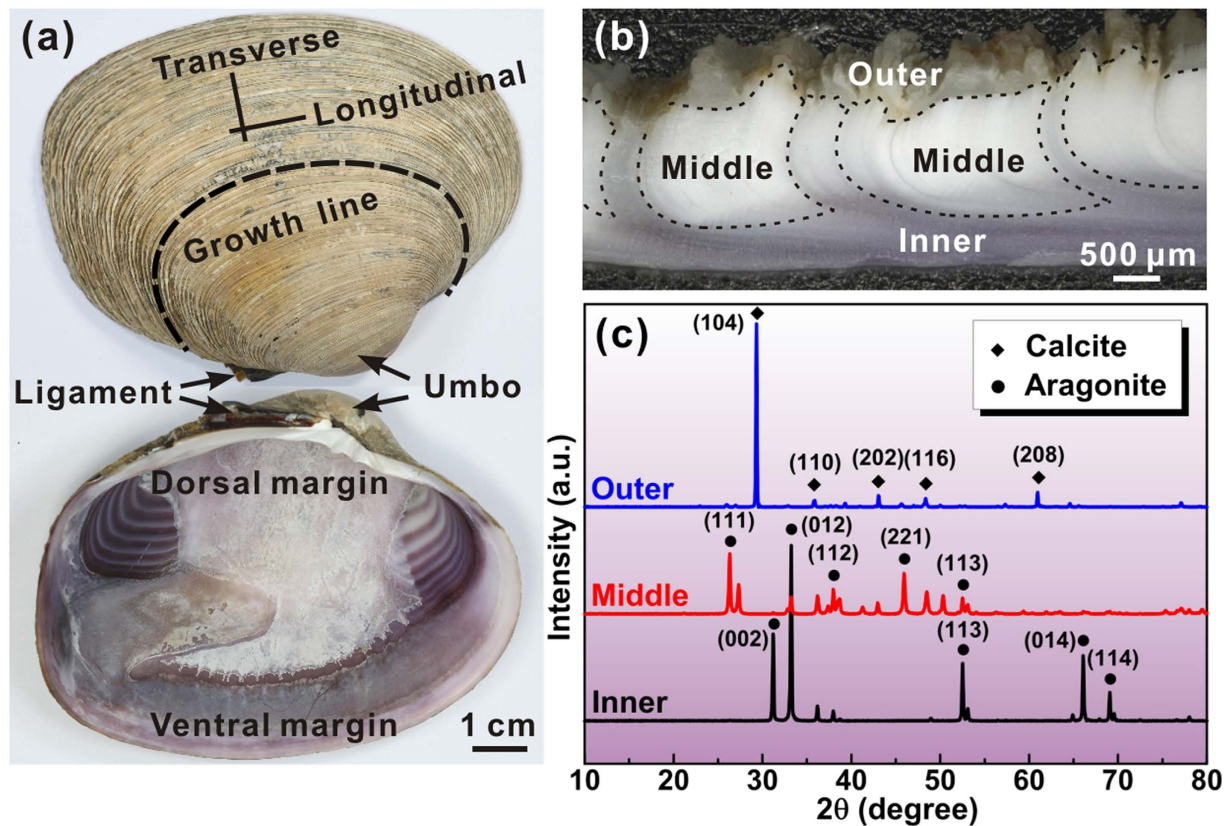 (a)
Transverse
Longitudinal
Growth line
Ligament
Umbo
Dorsal margin
Ventral margin
1 cm
(b)
Outer
Middle
Middle
Inner
500 µm
(c)
(104)
Calcite
Aragonite
(110)
(202)
(116)
(208)
Outer
(111)
(012)
(112)
(221)
(113)
Middle
(002)
(113)
(014)
(114)
Inner
Intensity (a.u.)
10 20 30 40 50 60 70 80
2θ (degree)